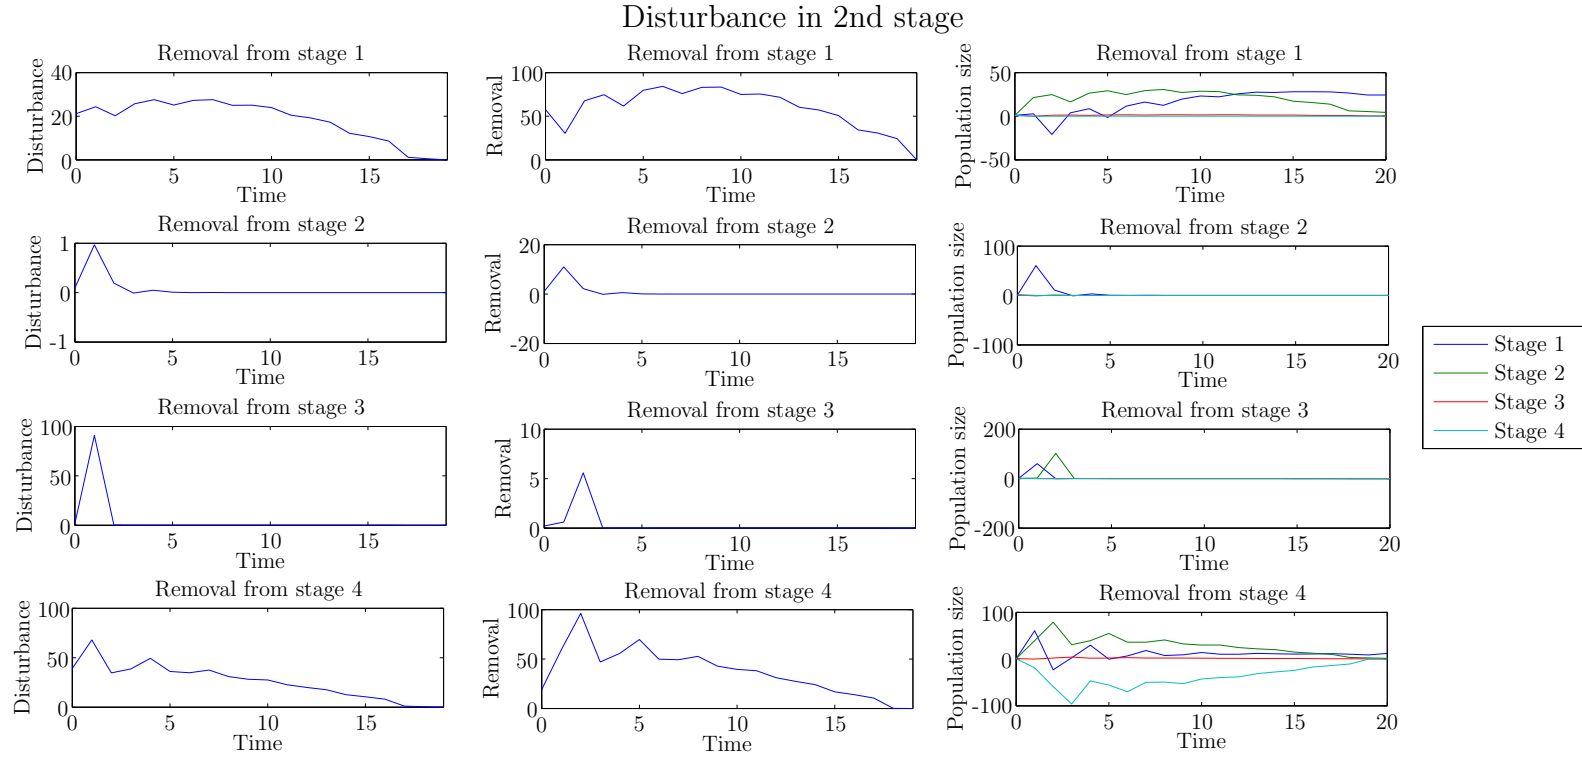 Disturbance in 2nd stage
Removal from stage 1
Disturbance
40
20
0
0 5 10 15
Time
Removal from stage 1
Removal
100
50
0
0 5 10 15
Time
Removal from stage 1
Population size
50
0
-50
0 5 10 15 20
Time
Removal from stage 2
Disturbance
1
0
-1
0 5 10 15
Time
Removal from stage 2
Removal
20
0
-20
0 5 10 15
Time
Removal from stage 2
Population size
100
0
-100
0 5 10 15 20
Time
Removal from stage 3
Disturbance
100
50
0
0 5 10 15
Time
Removal from stage 3
Removal
10
5
0
0 5 10 15
Time
Removal from stage 3
Population size
200
0
-200
0 5 10 15 20
Time
Removal from stage 4
Disturbance
100
50
0
0 5 10 15
Time
Removal from stage 4
Removal
100
50
0
0 5 10 15
Time
Removal from stage 4
Population size
100
0
-100
0 5 10 15 20
Time
Stage 1
Stage 2
Stage 3
Stage 4